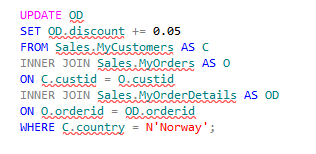 UPDATE OD
SET OD.discount += 0.05
FROM Sales.MyCustomers AS C
INNER JOIN Sales.MyOrders AS O
ON C.custid = O.custid
INNER JOIN Sales.MyOrderDetails AS OD
ON O.orderid = OD.orderid
WHERE C.country = N'Norway';